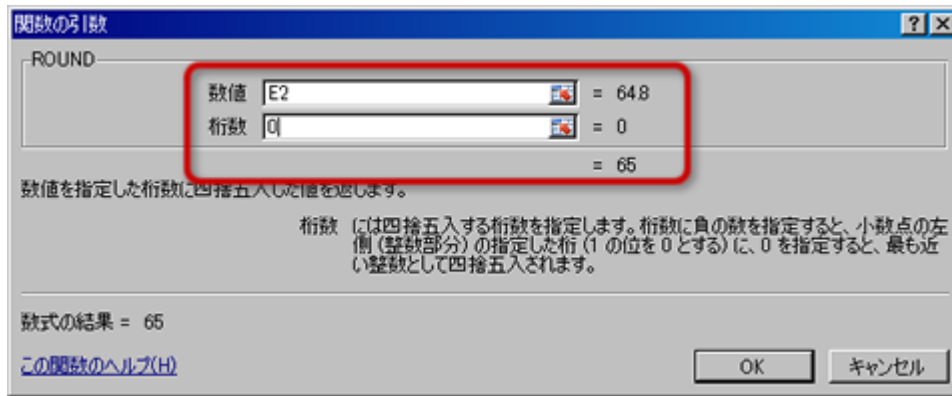 関数の引数
ROUND
数値 E2 = 64.8
桁数 0 = 0
= 65
数値を指定した桁数に四捨五入した値を返します。
桁数 には四捨五入する桁数を指定します。桁数に負の数を指定すると、小数点の左
側 (整数部分) の指定した桁 (1 の位を 0 とする) に、0 を指定すると、最も近
い整数として四捨五入されます。
数式の結果 = 65
この関数のヘルプ(H)
OK キャンセル